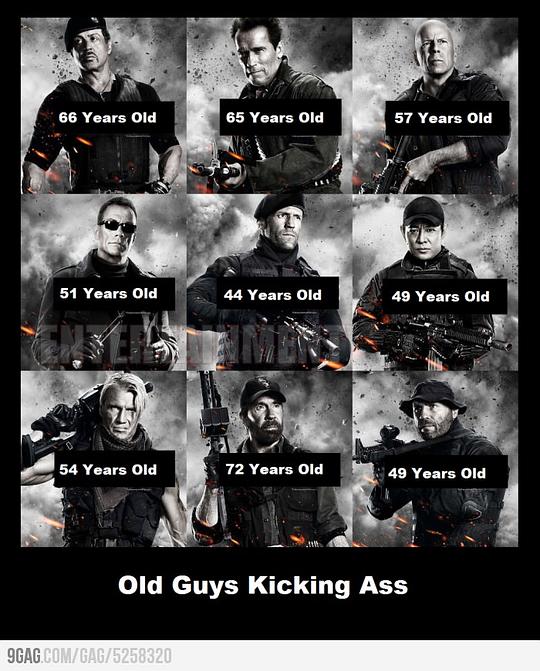 66 Years Old
65 Years Old
57 Years Old
51 Years Old
44 Years Old
49 Years Old
54 Years Old
72 Years Old
49 Years Old
Old Guys Kicking Ass
9GAG.COM/GAG/5258320